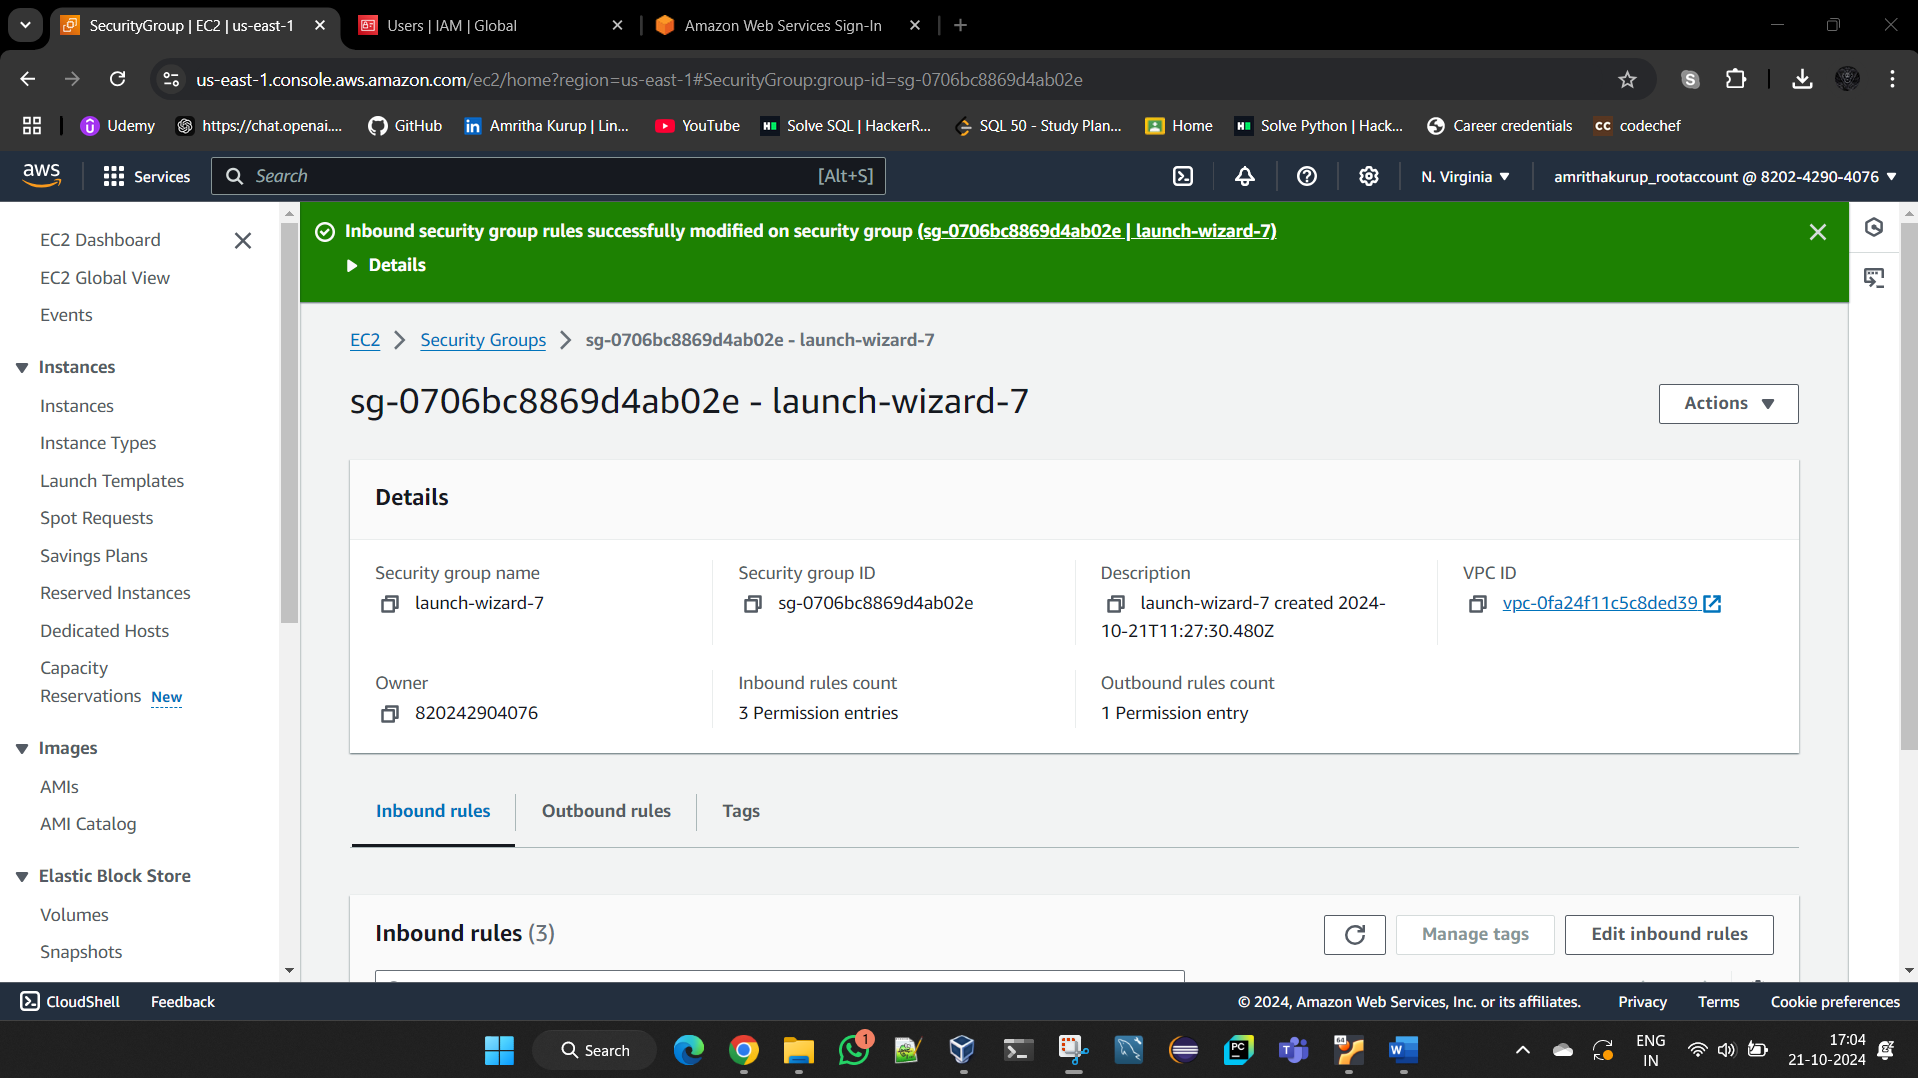 SecurityGroup | EC2 | us-east-1
Users | IAM | Global
Amazon Web Services Sign-In
us-east-1.console.aws.amazon.com/ec2/home?region=us-east-1#SecurityGroup:group-id=sg-0706bc8869d4ab02e
Udemy
https://chat.openai....
GitHub
Amritha Kurup | Lin...
YouTube
Solve SQL | HackerR...
SQL 50 - Study Plan...
Home
Solve Python | Hack...
Career credentials
codechef
aws
Services
Search
[Alt+S]
N. Virginia
amrithakurup_rootaccount @ 8202-4290-4076
EC2 Dashboard
EC2 Global View
Events
Instances
Instances
Instance Types
Launch Templates
Spot Requests
Savings Plans
Reserved Instances
Dedicated Hosts
Capacity
Reservations New
Images
AMIs
AMI Catalog
Elastic Block Store
Volumes
Snapshots
Inbound security group rules successfully modified on security group (sg-0706bc8869d4ab02e | launch-wizard-7)
Details
EC2
Security Groups
sg-0706bc8869d4ab02e - launch-wizard-7
sg-0706bc8869d4ab02e - launch-wizard-7
Actions
Details
Security group name
launch-wizard-7
Security group ID
sg-0706bc8869d4ab02e
Description
launch-wizard-7 created 2024-
10-21T11:27:30.480Z
VPC ID
vpc-0fa24f11c5c8ded39
Owner
820242904076
Inbound rules count
3 Permission entries
Outbound rules count
1 Permission entry
Inbound rules
Outbound rules
Tags
Inbound rules (3)
Manage tags
Edit inbound rules
CloudShell
Feedback
© 2024, Amazon Web Services, Inc. or its affiliates.
Privacy
Terms
Cookie preferences
Search
1
ENG
IN
17:04
21-10-2024